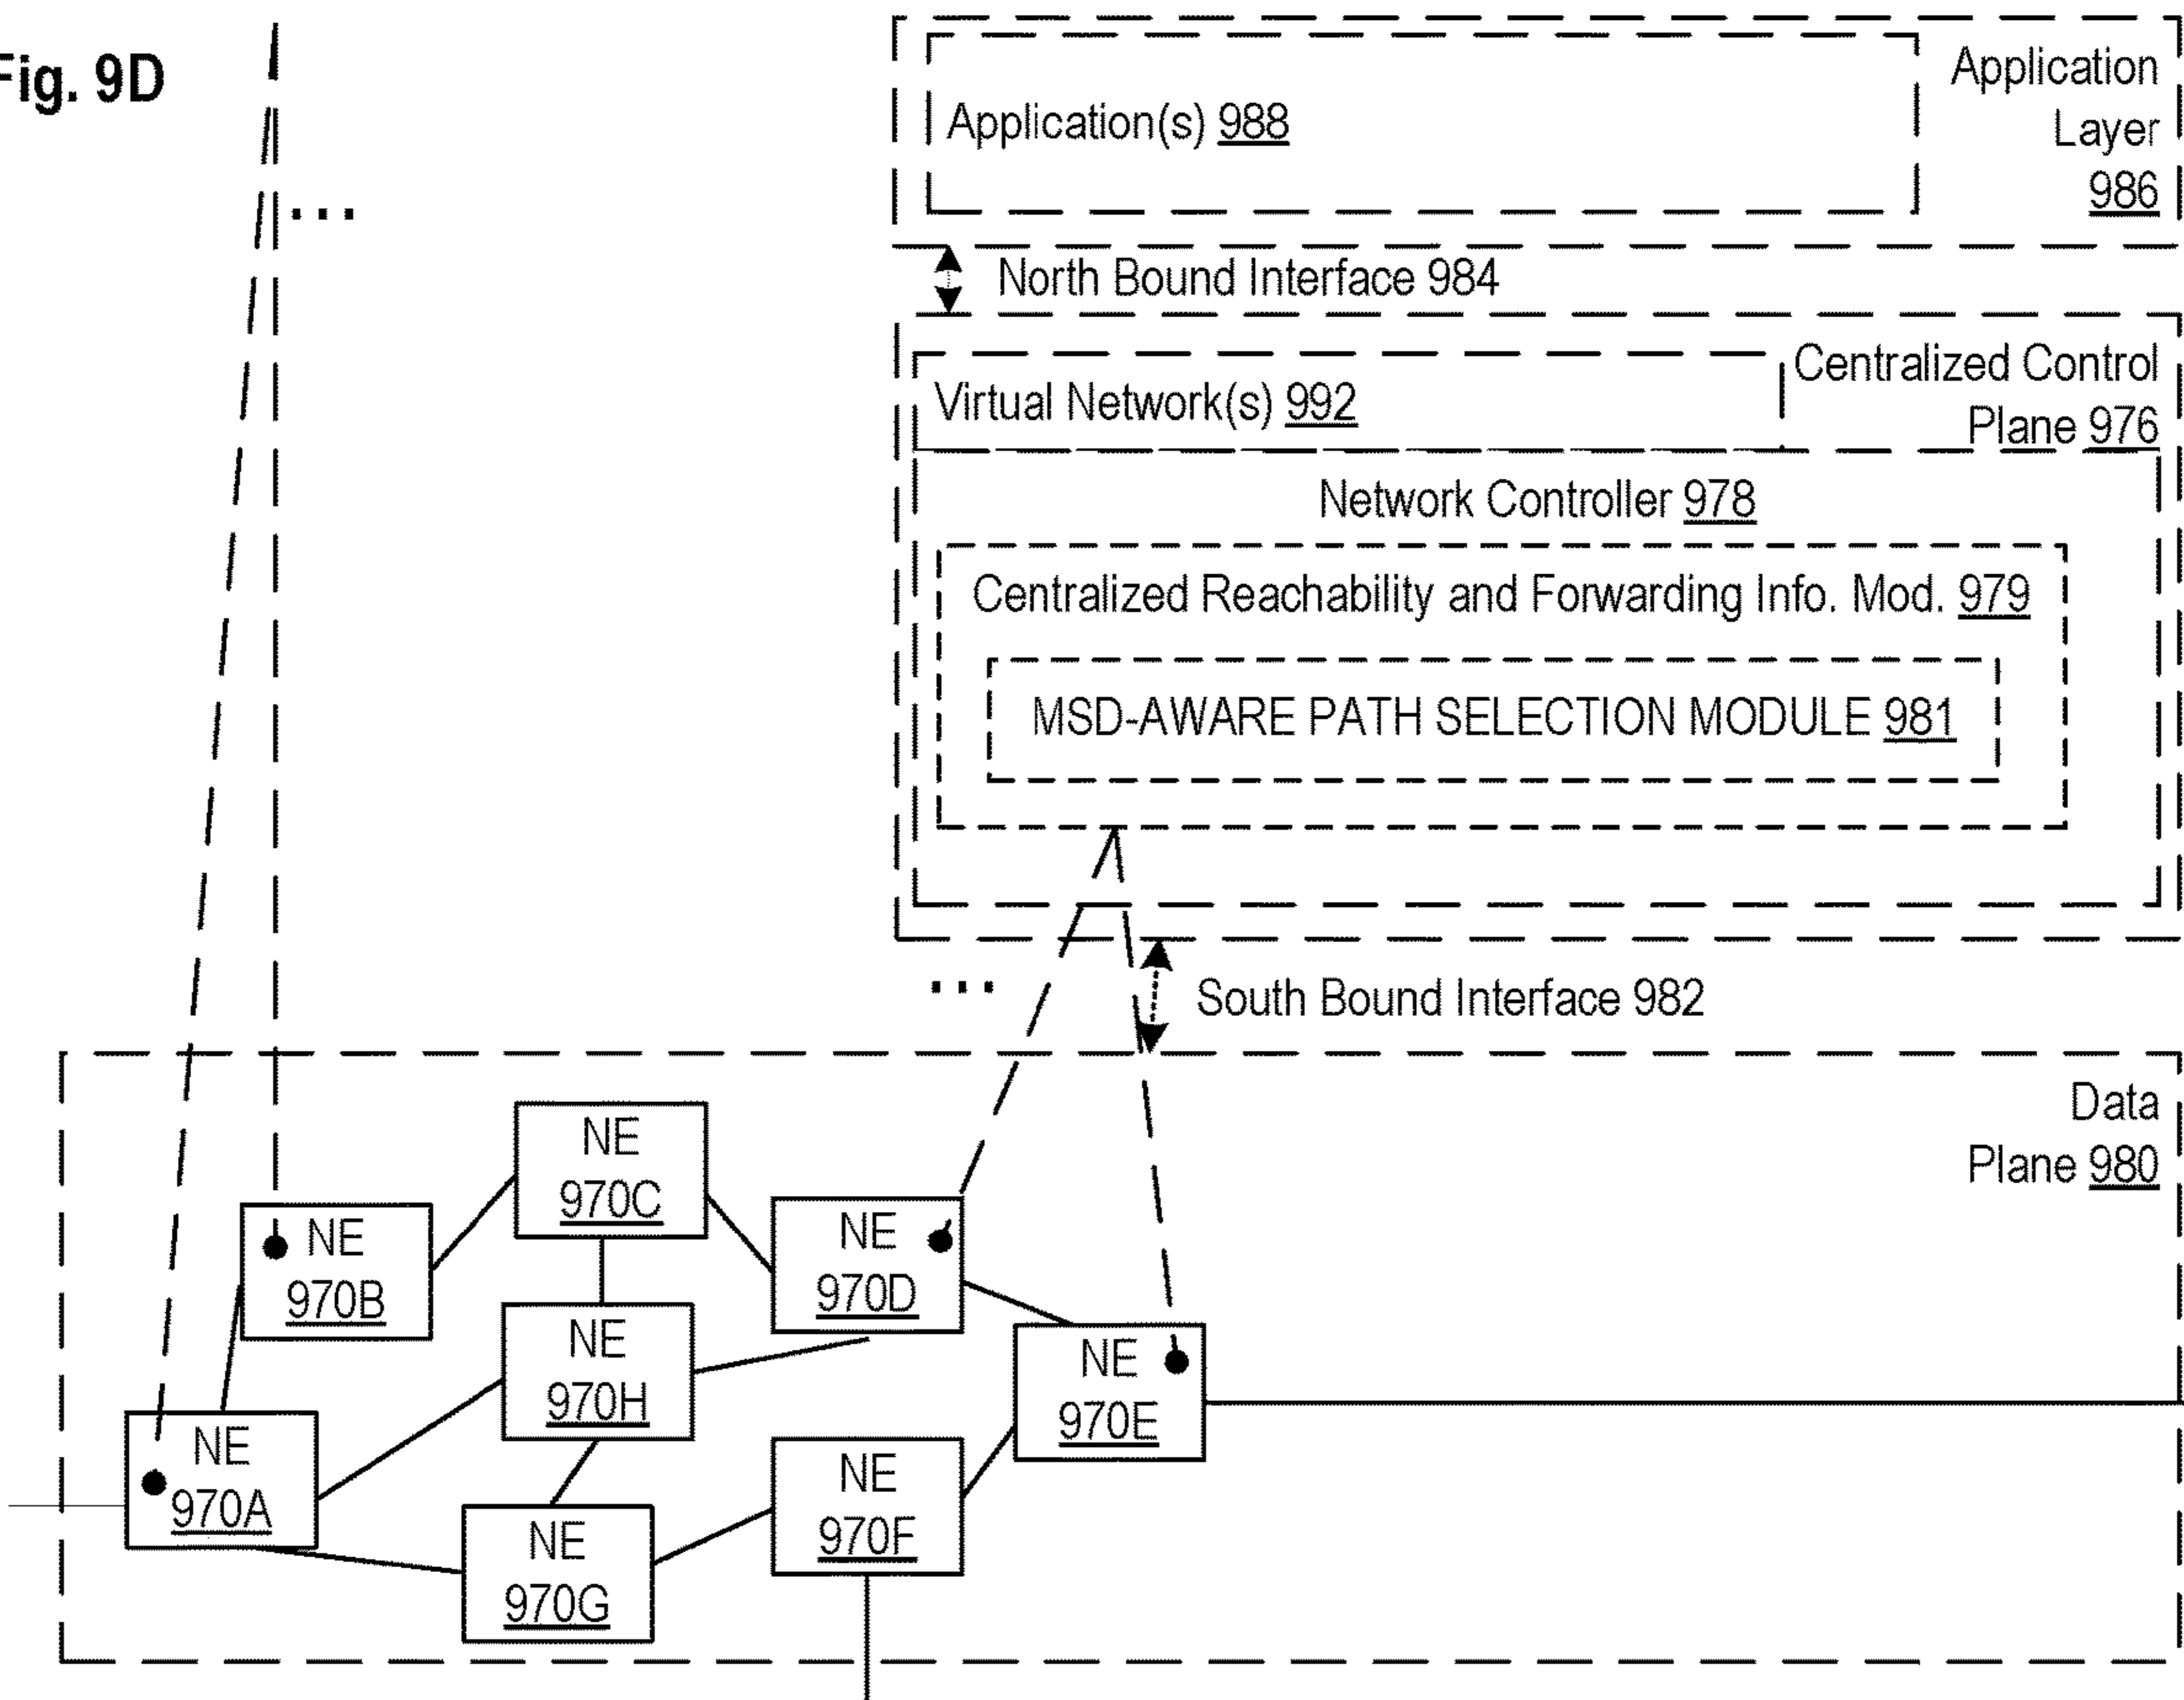 Fig. 9D
...
Application(s) 988
Application
Layer
986
North Bound Interface 984
Virtual Network(s) 992
Centralized Control
Plane 976
Network Controller 978
Centralized Reachability and Forwarding Info. Mod. 979
MSD-AWARE PATH SELECTION MODULE 981
...
South Bound Interface 982
Data
Plane 980
NE
970C
NE
970B
NE
970D
NE
970H
NE
970E
NE
970A
NE
970F
NE
970G